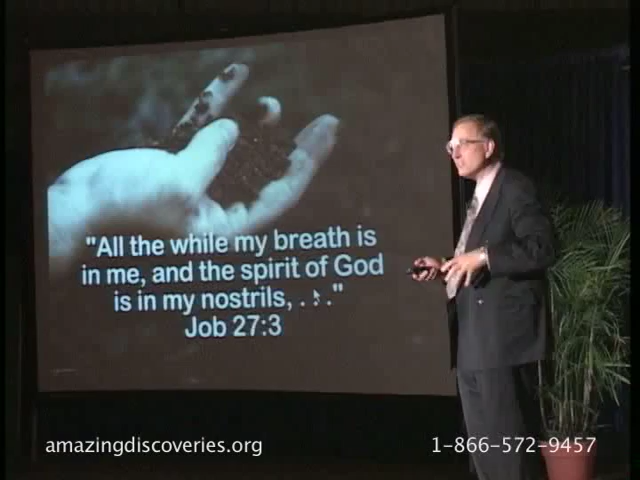 "All the while my breath is
in me, and the spirit of God
is in my nostrils, . . ."
Job 27:3
amazingdiscoveries.org
1-866-572-9457